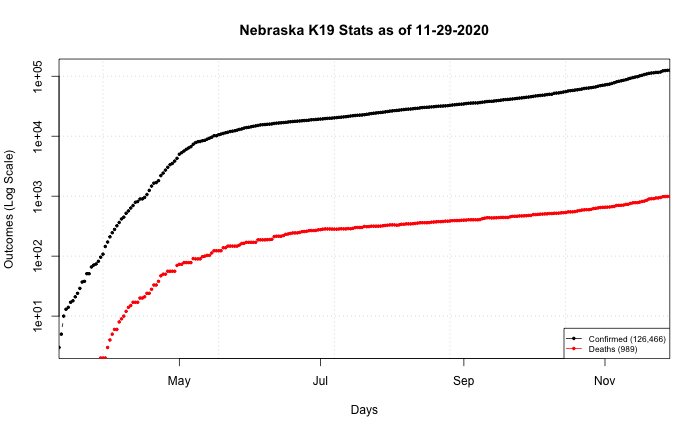 Nebraska K19 Stats as of 11-29-2020
Outcomes (Log Scale)
1e+05
1e+04
1e+03
1e+02
1e+01
Confirmed (126,466)
Deaths (989)
May Jul Sep Nov
Days